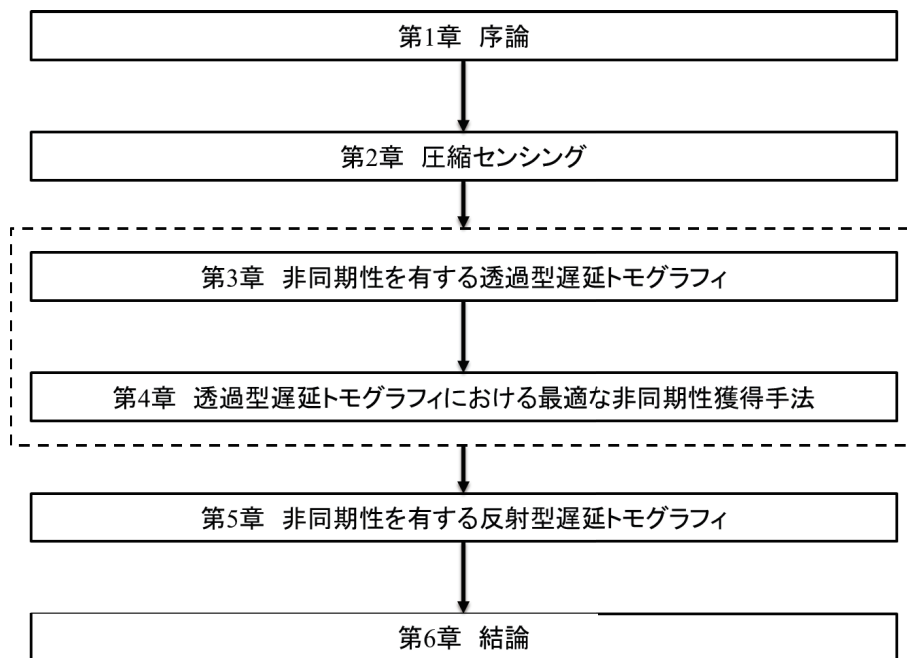 第1章 序論
第2章 圧縮センシング
第3章 非同期性を有する透過型遅延トモグラフィ
第4章 透過型遅延トモグラフィにおける最適な非同期性獲得手法
第5章 非同期性を有する反射型遅延トモグラフィ
第6章 結論